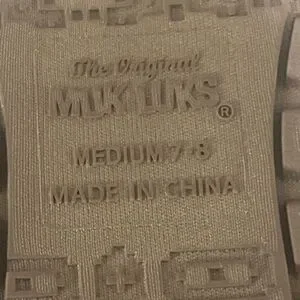 The Original
MUK LUKS®
MEDIUM 7-8
MADE IN CHINA